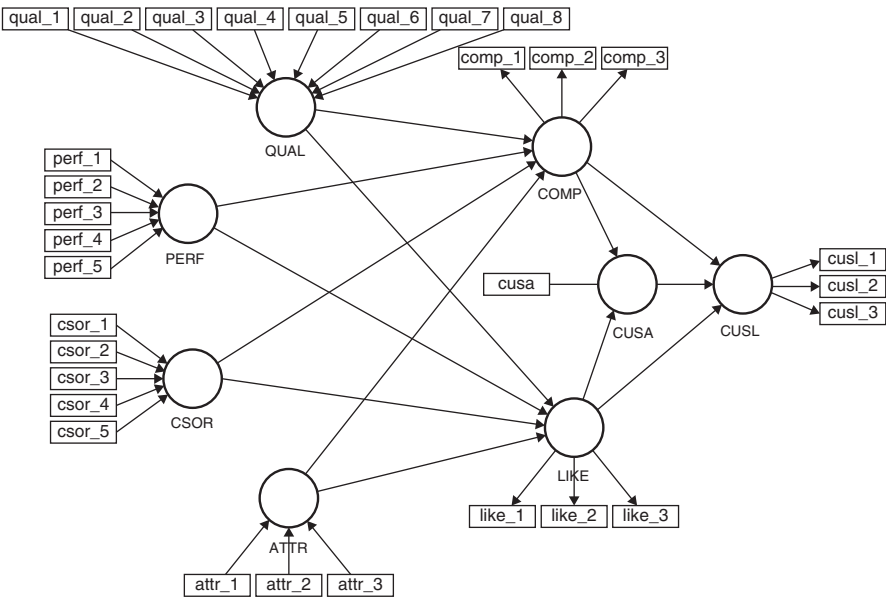 qual_1 qual_2 qual_3 qual_4 qual_5 qual_6 qual_7 qual_8
comp_1 comp_2 comp_3
QUAL
perf_1
perf_2
perf_3
perf_4
perf_5
PERF
COMP
cusa
CUSA
CUSL
cusl_1
cusl_2
cusl_3
csor_1
csor_2
csor_3
csor_4
csor_5
CSOR
LIKE
like_1 like_2 like_3
ATTR
attr_1 attr_2 attr_3